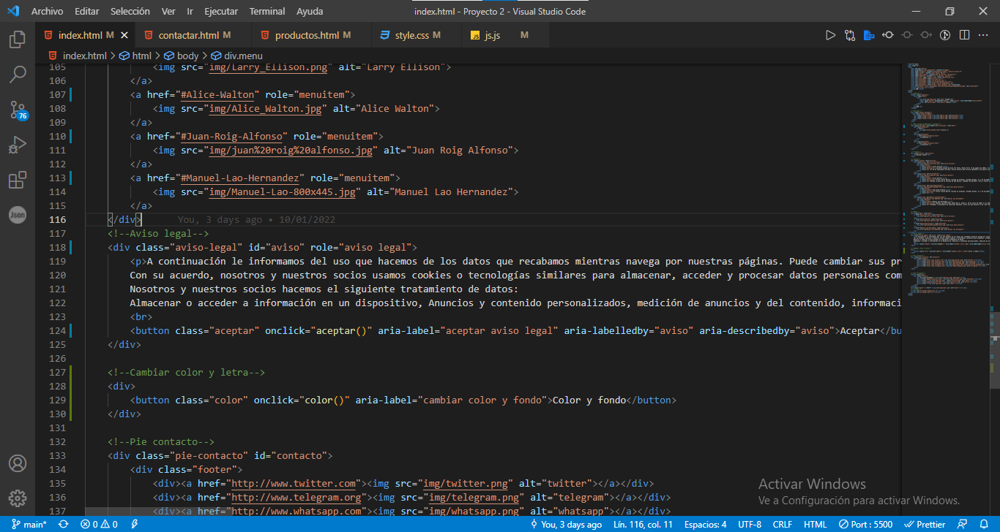 Archivo Editar Selección Ver Ir Ejecutar Terminal Ayuda index.html - Proyecto 2 - Visual Studio Code
index.html M contactar.html M productos.html M style.css M js.js M
index.html > html > body > div.menu
105 <img src="img/Larry_Ellison.png" alt="Larry Ellison">
106 </a>
107 <a href="#Alice-Walton" role="menuitem">
108 <img src="img/Alice_Walton.jpg" alt="Alice Walton">
109 </a>
110 <a href="#Juan-Roig-Alfonso" role="menuitem">
111 <img src="img/juan%20roig%20alfonso.jpg" alt="Juan Roig Alfonso">
112 </a>
113 <a href="#Manuel-Lao-Hernandez" role="menuitem">
114 <img src="img/Manuel-Lao-800x445.jpg" alt="Manuel Lao Hernandez">
115 </a>
116 </div> You, 3 days ago • 10/01/2022
117 <!--Aviso legal-->
118 <div class="aviso-legal" id="aviso" role="aviso legal">
119 <p>A continuación le informamos del uso que hacemos de los datos que recabamos mientras navega por nuestras páginas. Puede cambiar sus pr
120 Con su acuerdo, nosotros y nuestros socios usamos cookies o tecnologías similares para almacenar, acceder y procesar datos personales com
121 Nosotros y nuestros socios hacemos el siguiente tratamiento de datos:
122 Almacenar o acceder a información en un dispositivo, Anuncios y contenido personalizados, medición de anuncios y del contenido, informaci
123 <br>
124 <button class="aceptar" onclick="aceptar()" aria-label="aceptar aviso legal" aria-labelledby="aviso" aria-describedby="aviso">Aceptar</bu
125 </div>
126
127 <!--Cambiar color y letra-->
128 <div>
129 <button class="color" onclick="color()" aria-label="cambiar color y fondo">Color y fondo</button>
130 </div>
131
132 <!--Pie contacto-->
133 <div class="pie-contacto" id="contacto">
134 <div class="footer">
135 <div><a href="http://www.twitter.com"><img src="img/twitter.png" alt="twitter"></a></div>
136 <div><a href="http://www.telegram.org"><img src="img/telegram.png" alt="telegram"></a></div>
137 <div><a href="http://www.whatsapp.com"><img src="img/whatsapp.png" alt="whatsapp"></a></div>
76
Json
Activar Windows
Ve a Configuración para activar Windows.
main* 0 0 You, 3 days ago Lín. 116, col. 11 Espacios: 4 UTF-8 CRLF HTML Port : 5500 Prettier